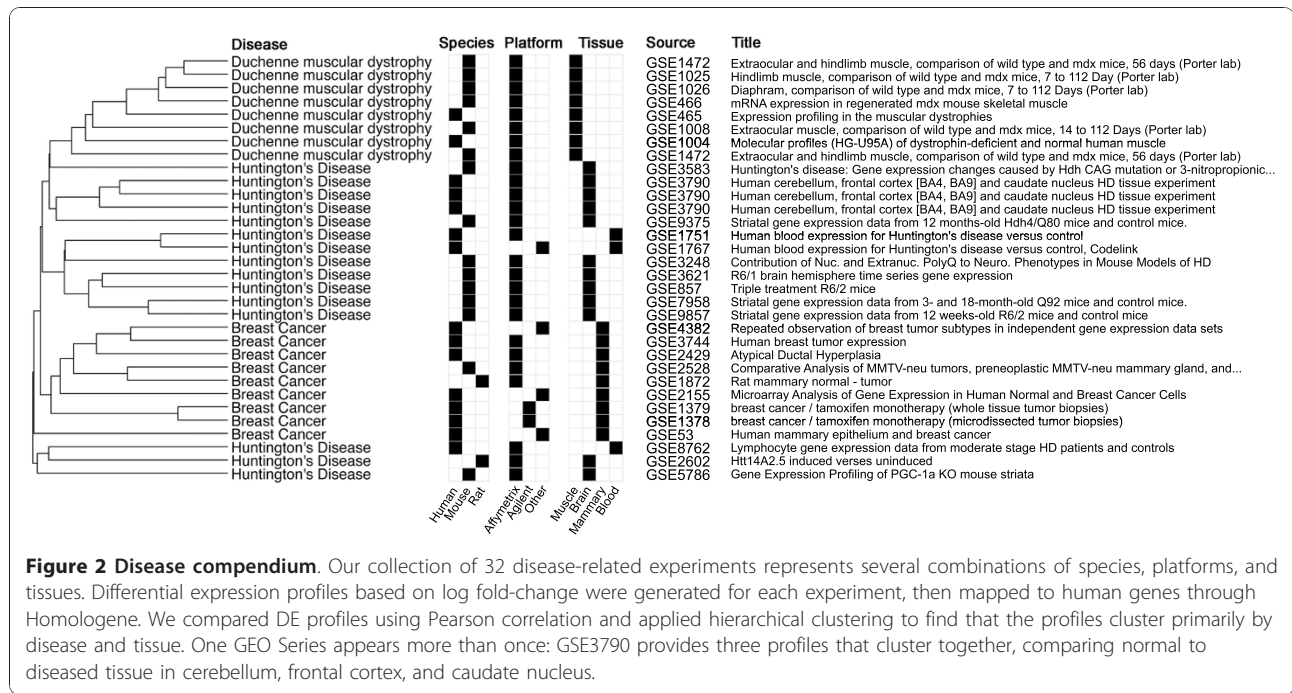 Disease Species Platform Tissue Source Title
Duchenne muscular dystrophy GSE1472 Extraocular and hindlimb muscle, comparison of wild type and mdx mice, 56 days (Porter lab)
Duchenne muscular dystrophy GSE1025 Hindlimb muscle, comparison of wild type and mdx mice, 7 to 112 Day (Porter lab)
Duchenne muscular dystrophy GSE1026 Diaphram, comparison of wild type and mdx mice, 7 to 112 Days (Porter lab)
Duchenne muscular dystrophy GSE466 mRNA expression in regenerated mdx mouse skeletal muscle
Duchenne muscular dystrophy GSE465 Expression profiling in the muscular dystrophies
Duchenne muscular dystrophy GSE1008 Extraocular muscle, comparison of wild type and mdx mice, 14 to 112 Days (Porter lab)
Duchenne muscular dystrophy GSE1004 Molecular profiles (HG-U95A) of dystrophin-deficient and normal human muscle
Duchenne muscular dystrophy GSE1472 Extraocular and hindlimb muscle, comparison of wild type and mdx mice, 56 days (Porter lab)
Huntington's Disease GSE3583 Huntington's disease: Gene expression changes caused by Hdh CAG mutation or 3-nitropropionic...
Huntington's Disease GSE3790 Human cerebellum, frontal cortex [BA4, BA9] and caudate nucleus HD tissue experiment
Huntington's Disease GSE3790 Human cerebellum, frontal cortex [BA4, BA9] and caudate nucleus HD tissue experiment
Huntington's Disease GSE3790 Human cerebellum, frontal cortex [BA4, BA9] and caudate nucleus HD tissue experiment
Huntington's Disease GSE9375 Striatal gene expression data from 12 months-old Hdh4/Q80 mice and control mice.
Huntington's Disease GSE1751 Human blood expression for Huntington's disease versus control
Huntington's Disease GSE1767 Human blood expression for Huntington's disease versus control, Codelink
Huntington's Disease GSE3248 Contribution of Nuc. and Extranuc. PolyQ to Neuro. Phenotypes in Mouse Models of HD
Huntington's Disease GSE3621 R6/1 brain hemisphere time series gene expression
Huntington's Disease GSE857 Triple treatment R6/2 mice
Huntington's Disease GSE7958 Striatal gene expression data from 3- and 18-month-old Q92 mice and control mice.
Huntington's Disease GSE9857 Striatal gene expression data from 12 weeks-old R6/2 mice and control mice
Breast Cancer GSE4382 Repeated observation of breast tumor subtypes in independent gene expression data sets
Breast Cancer GSE3744 Human breast tumor expression
Breast Cancer GSE2429 Atypical Ductal Hyperplasia
Breast Cancer GSE2528 Comparative Analysis of MMTV-neu tumors, preneoplastic MMTV-neu mammary gland, and...
Breast Cancer GSE1872 Rat mammary normal - tumor
Breast Cancer GSE2155 Microarray Analysis of Gene Expression in Human Normal and Breast Cancer Cells
Breast Cancer GSE1379 breast cancer / tamoxifen monotherapy (whole tissue tumor biopsies)
Breast Cancer GSE1378 breast cancer / tamoxifen monotherapy (microdissected tumor biopsies)
Breast Cancer GSE53 Human mammary epithelium and breast cancer
Huntington's Disease GSE8762 Lymphocyte gene expression data from moderate stage HD patients and controls
Huntington's Disease GSE2602 Htt14A2.5 induced verses uninduced
Huntington's Disease GSE5786 Gene Expression Profiling of PGC-1a KO mouse striata
Human Mouse Rat Affymetrix Agilent Other Muscle Brain Mammary Blood
Figure 2 Disease compendium. Our collection of 32 disease-related experiments represents several combinations of species, platforms, and
tissues. Differential expression profiles based on log fold-change were generated for each experiment, then mapped to human genes through
Homologene. We compared DE profiles using Pearson correlation and applied hierarchical clustering to find that the profiles cluster primarily by
disease and tissue. One GEO Series appears more than once: GSE3790 provides three profiles that cluster together, comparing normal to
diseased tissue in cerebellum, frontal cortex, and caudate nucleus.